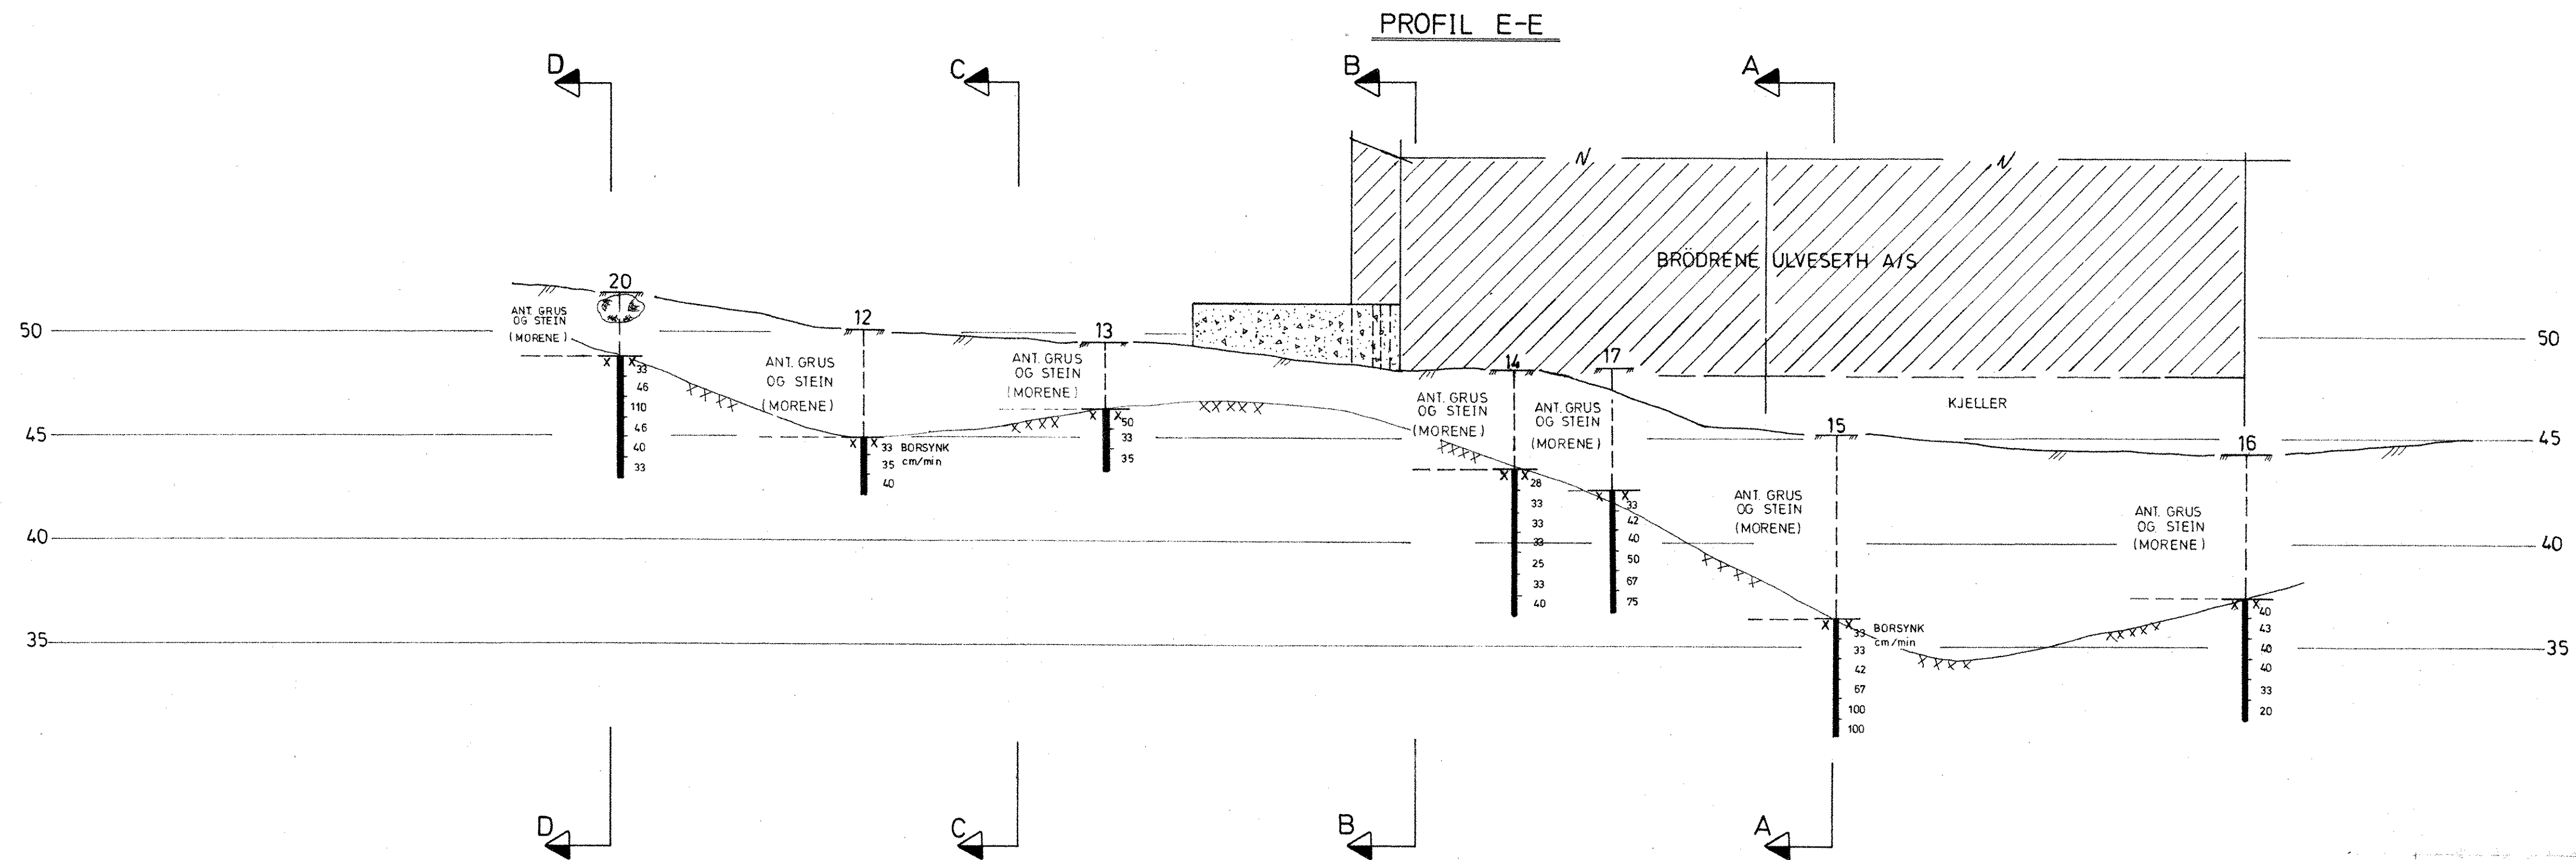 PROFIL E-E
D
C
B
A
BRÖDRENE ULVESETH A/S
KJELLER
20
12
13
14
17
15
16
50
45
40
35
50
45
40
35
ANT. GRUS
OG STEIN
(MORENE)
33
46
110
46
40
33
ANT. GRUS
OG STEIN
(MORENE)
33
35
40
BORSYNK
cm/min
ANT. GRUS
OG STEIN
(MORENE)
50
33
35
ANT. GRUS
OG STEIN
(MORENE)
28
33
33
33
25
33
40
ANT. GRUS
OG STEIN
(MORENE)
33
42
40
50
67
75
ANT. GRUS
OG STEIN
(MORENE)
33
33
42
67
100
100
BORSYNK
cm/min
ANT. GRUS
OG STEIN
(MORENE)
40
43
40
40
33
20
D
C
B
A